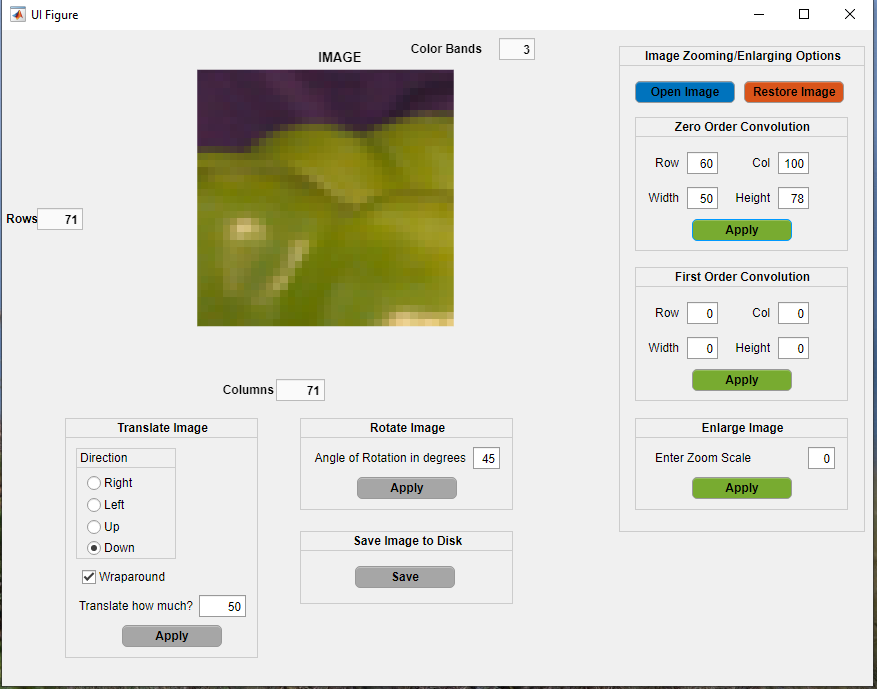 UI Figure
IMAGE
Color Bands 3
Rows 71
Columns 71
Image Zooming/Enlarging Options
Open Image
Restore Image
Zero Order Convolution
Row 60 Col 100
Width 50 Height 78
Apply
First Order Convolution
Row 0 Col 0
Width 0 Height 0
Apply
Enlarge Image
Enter Zoom Scale 0
Apply
Translate Image
Direction
Right
Left
Up
Down
Wraparound
Translate how much? 50
Apply
Rotate Image
Angle of Rotation in degrees 45
Apply
Save Image to Disk
Save